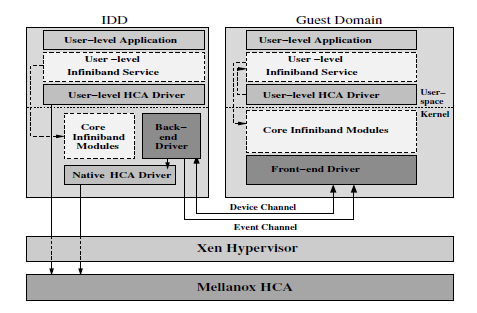 IDD
User-level Application
User -level
Infiniband Service
User-level HCA Driver
Core
Infiniband
Modules
Back-
end
Driver
Native HCA Driver
Guest Domain
User-level Application
User -level
Infiniband Service
User-level HCA Driver
User-
space
Kernel
Core Infiniband Modules
Front-end Driver
Device Channel
Event Channel
Xen Hypervisor
Mellanox HCA